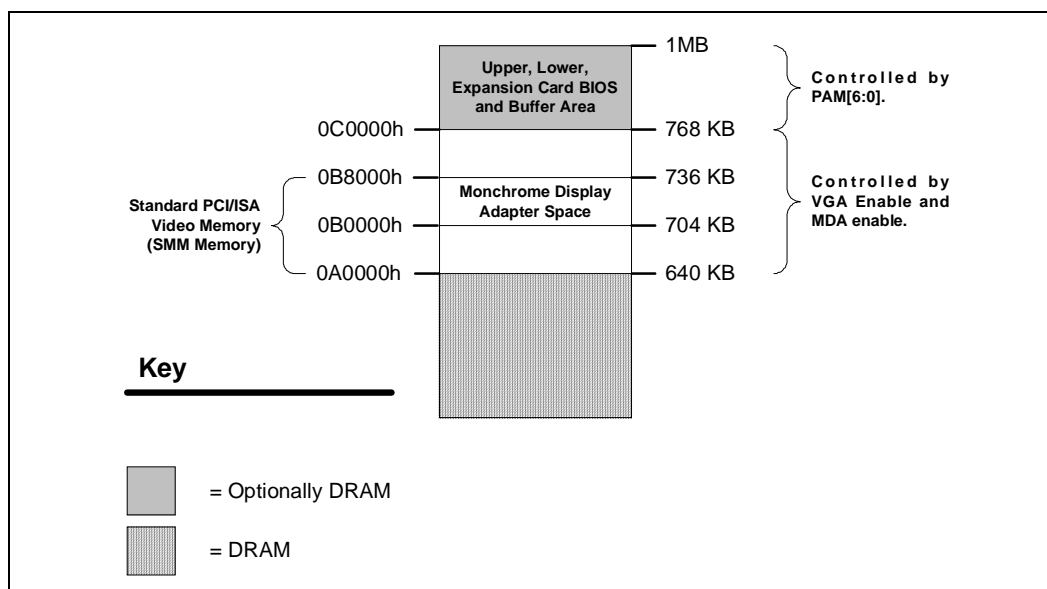 1MB
Upper, Lower,
Expansion Card BIOS
and Buffer Area
Controlled by
PAM[6:0].
0C0000h
768 KB
0B8000h
736 KB
Standard PCI/ISA
Video Memory
(SMM Memory)
Monchrome Display
Adapter Space
Controlled by
VGA Enable and
MDA enable.
0B0000h
704 KB
0A0000h
640 KB
Key
= Optionally DRAM
= DRAM